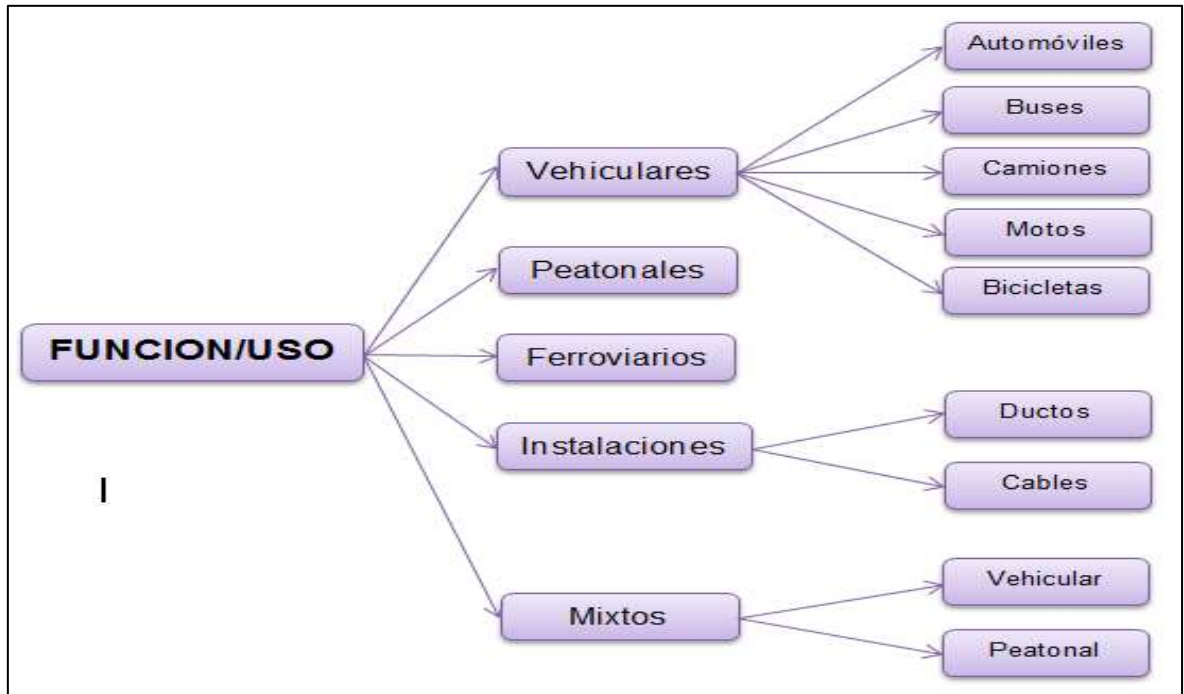 FUNCION/USO
Vehiculares
Automóviles
Buses
Camiones
Motos
Bicicletas
Peatonales
Ferroviarios
Instalaciones
Ductos
Cables
Mixtos
Vehicular
Peatonal